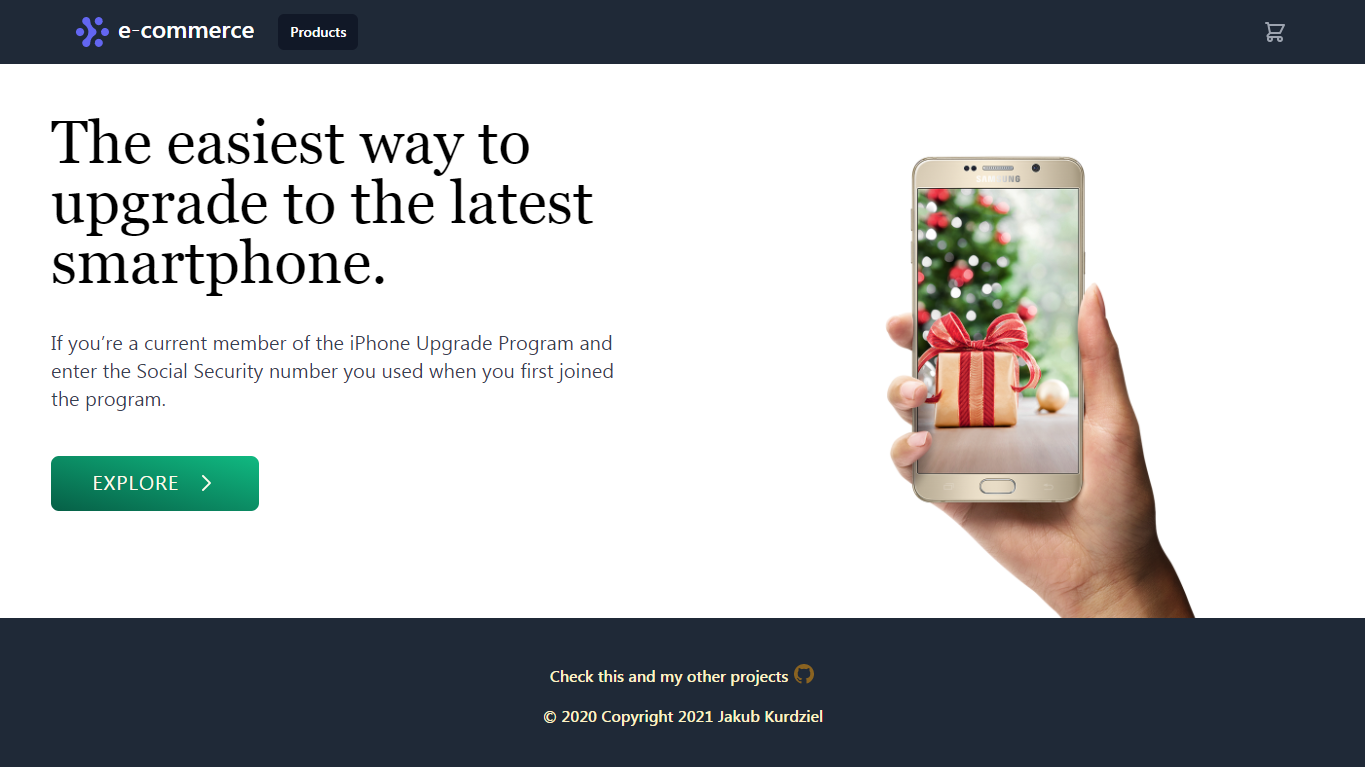 e-commerce
Products
The easiest way to
upgrade to the latest
smartphone.
If you’re a current member of the iPhone Upgrade Program and
enter the Social Security number you used when you first joined
the program.
EXPLORE
SAMSUNG
Check this and my other projects
© 2020 Copyright 2021 Jakub Kurdziel